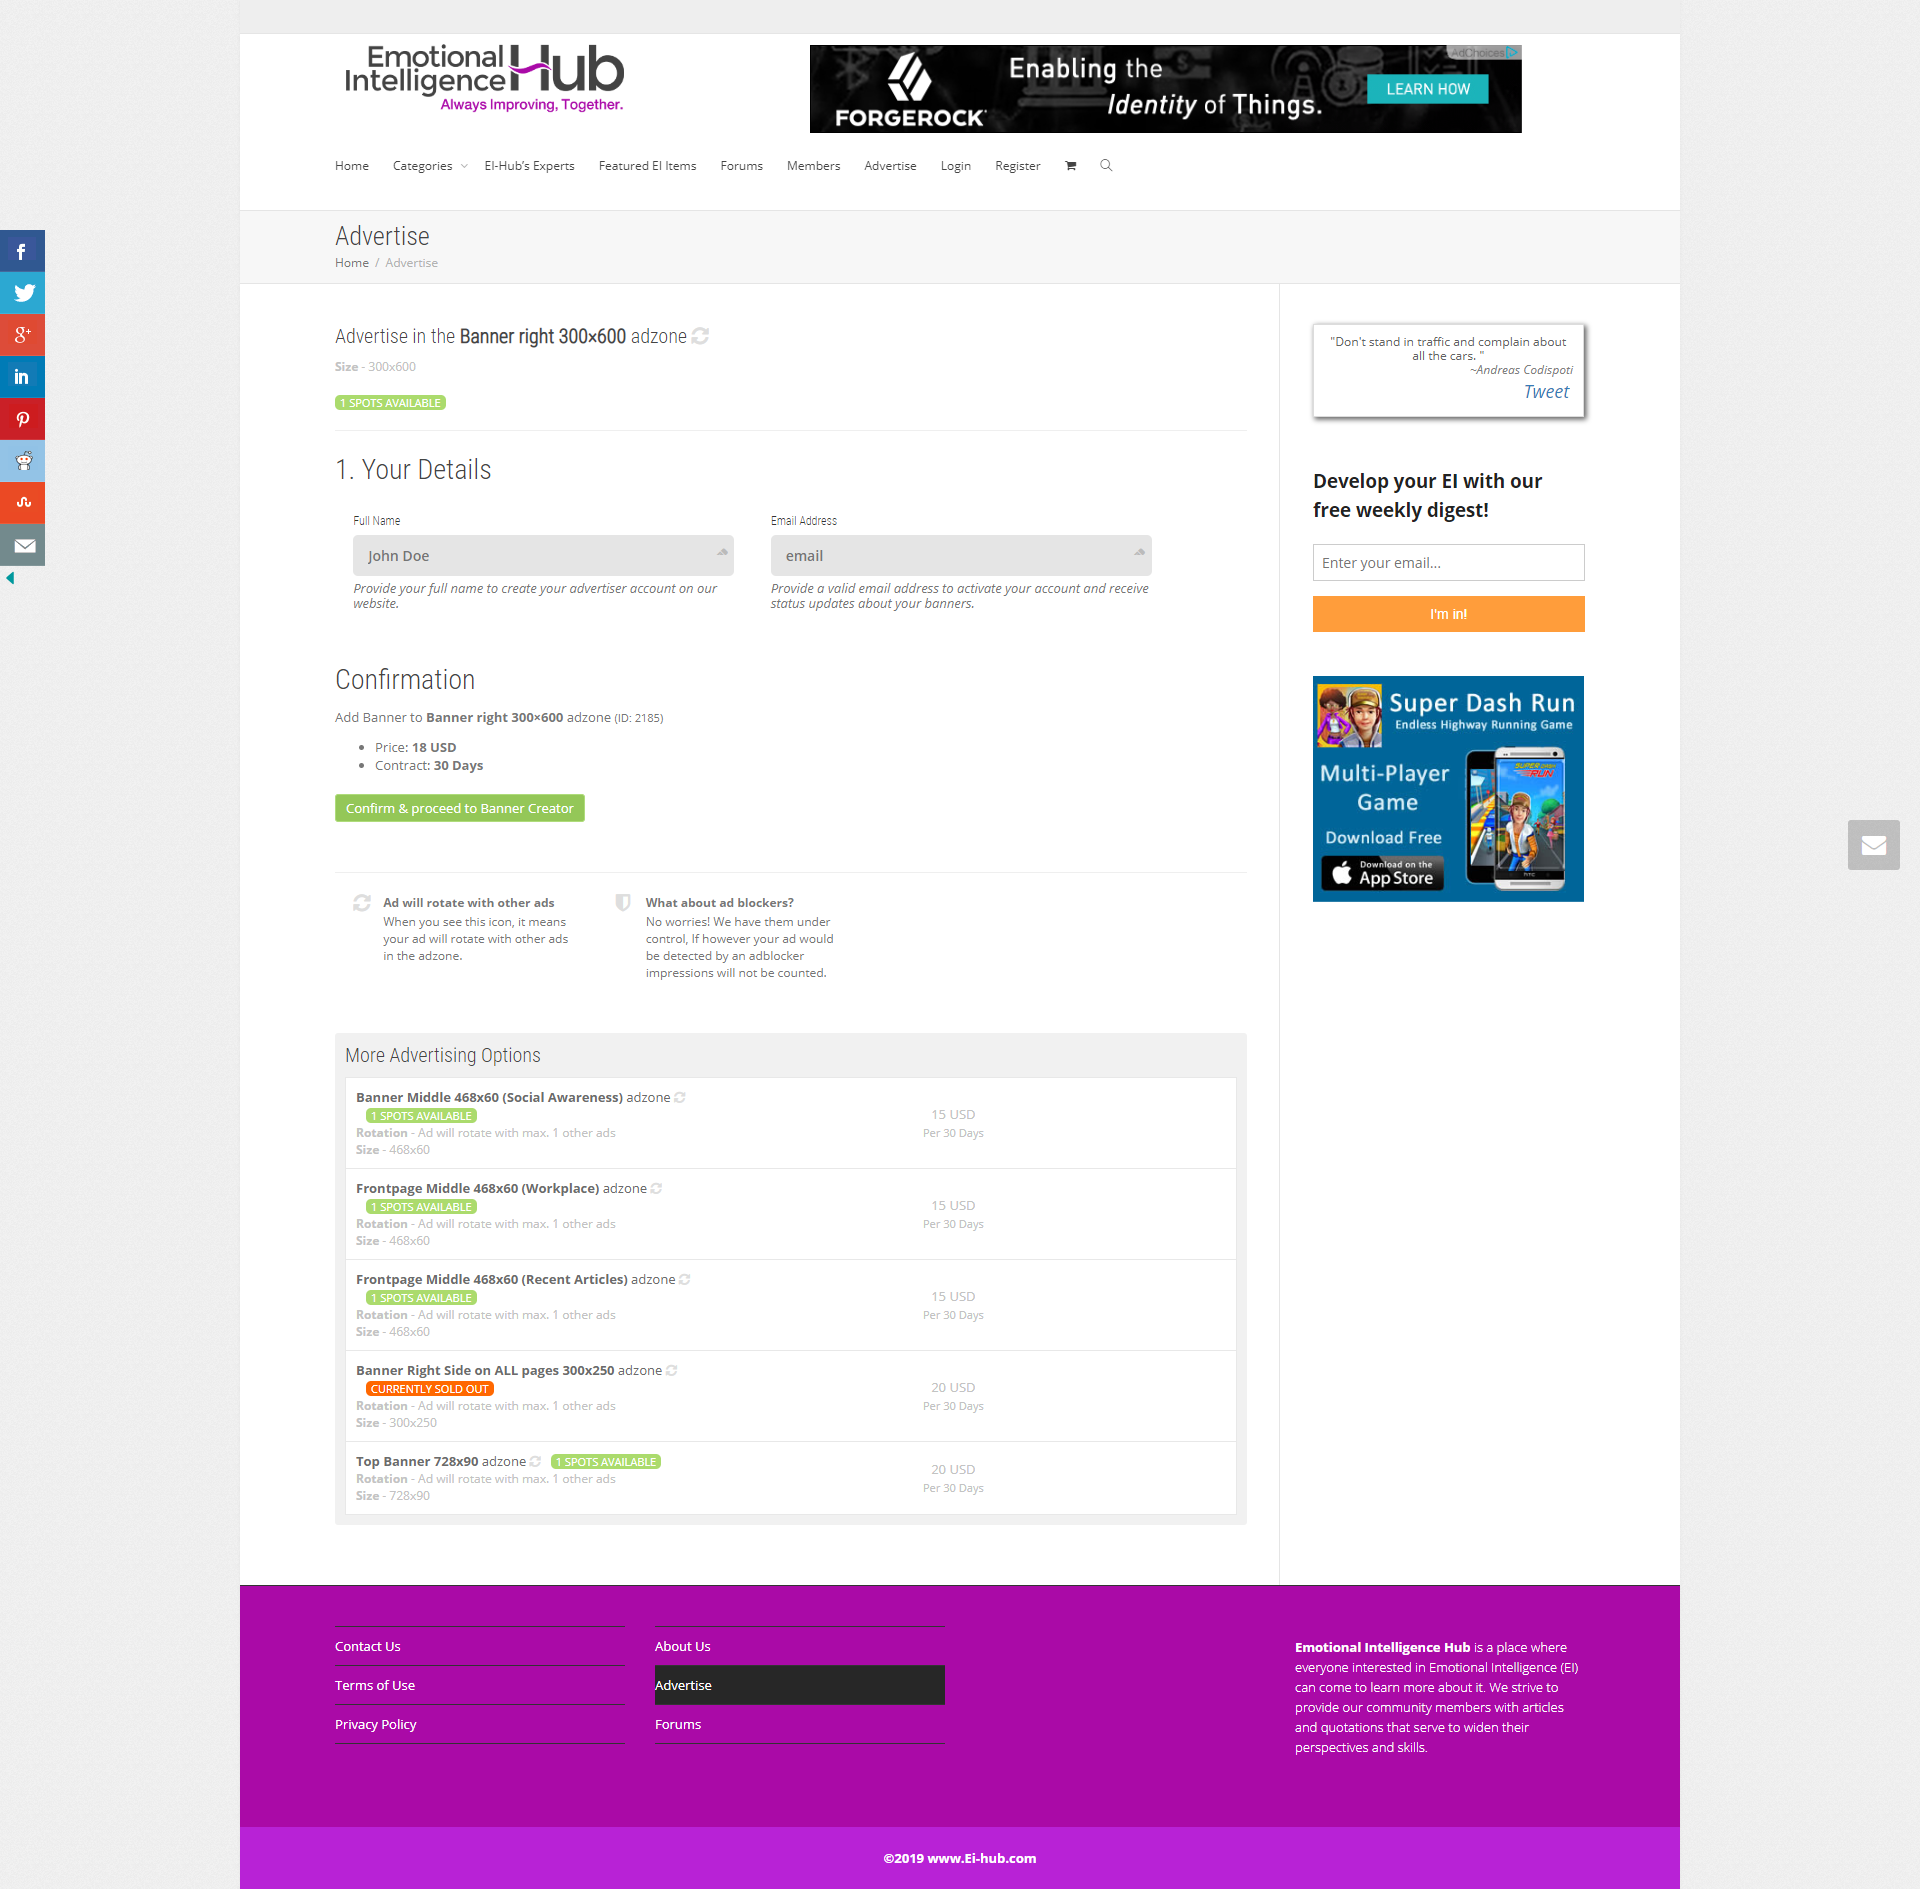 Emotional
Intelligence Hub
Always Improving, Together.
AdChoices
FORGEROCK
Enabling the
Identity of Things.
LEARN HOW
Home
Categories
EI-Hub’s Experts
Featured EI Items
Forums
Members
Advertise
Login
Register
Advertise
Home / Advertise
Advertise in the Banner right 300×600 adzone
Size - 300x600
1 SPOTS AVAILABLE
1. Your Details
Full Name
John Doe
Provide your full name to create your advertiser account on our
website.
Email Address
email
Provide a valid email address to activate your account and receive
status updates about your banners.
Confirmation
Add Banner to Banner right 300×600 adzone (ID: 2185)
Price: 18 USD
Contract: 30 Days
Confirm & proceed to Banner Creator
Ad will rotate with other ads
When you see this icon, it means
your ad will rotate with other ads
in the adzone.
What about ad blockers?
No worries! We have them under
control, If however your ad would
be detected by an adblocker
impressions will not be counted.
More Advertising Options
Banner Middle 468x60 (Social Awareness) adzone
1 SPOTS AVAILABLE
Rotation - Ad will rotate with max. 1 other ads
Size - 468x60
15 USD
Per 30 Days
Frontpage Middle 468x60 (Workplace) adzone
1 SPOTS AVAILABLE
Rotation - Ad will rotate with max. 1 other ads
Size - 468x60
15 USD
Per 30 Days
Frontpage Middle 468x60 (Recent Articles) adzone
1 SPOTS AVAILABLE
Rotation - Ad will rotate with max. 1 other ads
Size - 468x60
15 USD
Per 30 Days
Banner Right Side on ALL pages 300x250 adzone
CURRENTLY SOLD OUT
Rotation - Ad will rotate with max. 1 other ads
Size - 300x250
20 USD
Per 30 Days
Top Banner 728x90 adzone 1 SPOTS AVAILABLE
Rotation - Ad will rotate with max. 1 other ads
Size - 728x90
20 USD
Per 30 Days
"Don't stand in traffic and complain about
all the cars. "
~Andreas Codispoti
Tweet
Develop your EI with our
free weekly digest!
Enter your email...
I'm in!
Super Dash Run
Endless Highway Running Game
Multi-Player
Game
Download Free
Download on the
App Store
Contact Us
Terms of Use
Privacy Policy
About Us
Advertise
Forums
Emotional Intelligence Hub is a place where
everyone interested in Emotional Intelligence (EI)
can come to learn more about it. We strive to
provide our community members with articles
and quotations that serve to widen their
perspectives and skills.
©2019 www.Ei-hub.com